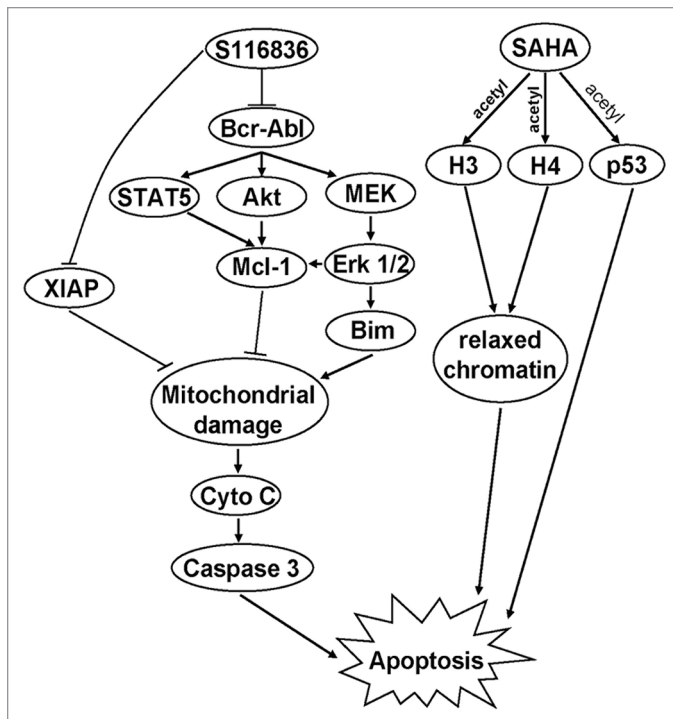 S116836
SAHA
acetyl
acetyl
acetyl
Bcr-Abl
H3
H4
p53
STAT5
Akt
MEK
Mcl-1
Erk 1/2
XIAP
Bim
relaxed
chromatin
Mitochondrial
damage
Cyto C
Caspase 3
Apoptosis